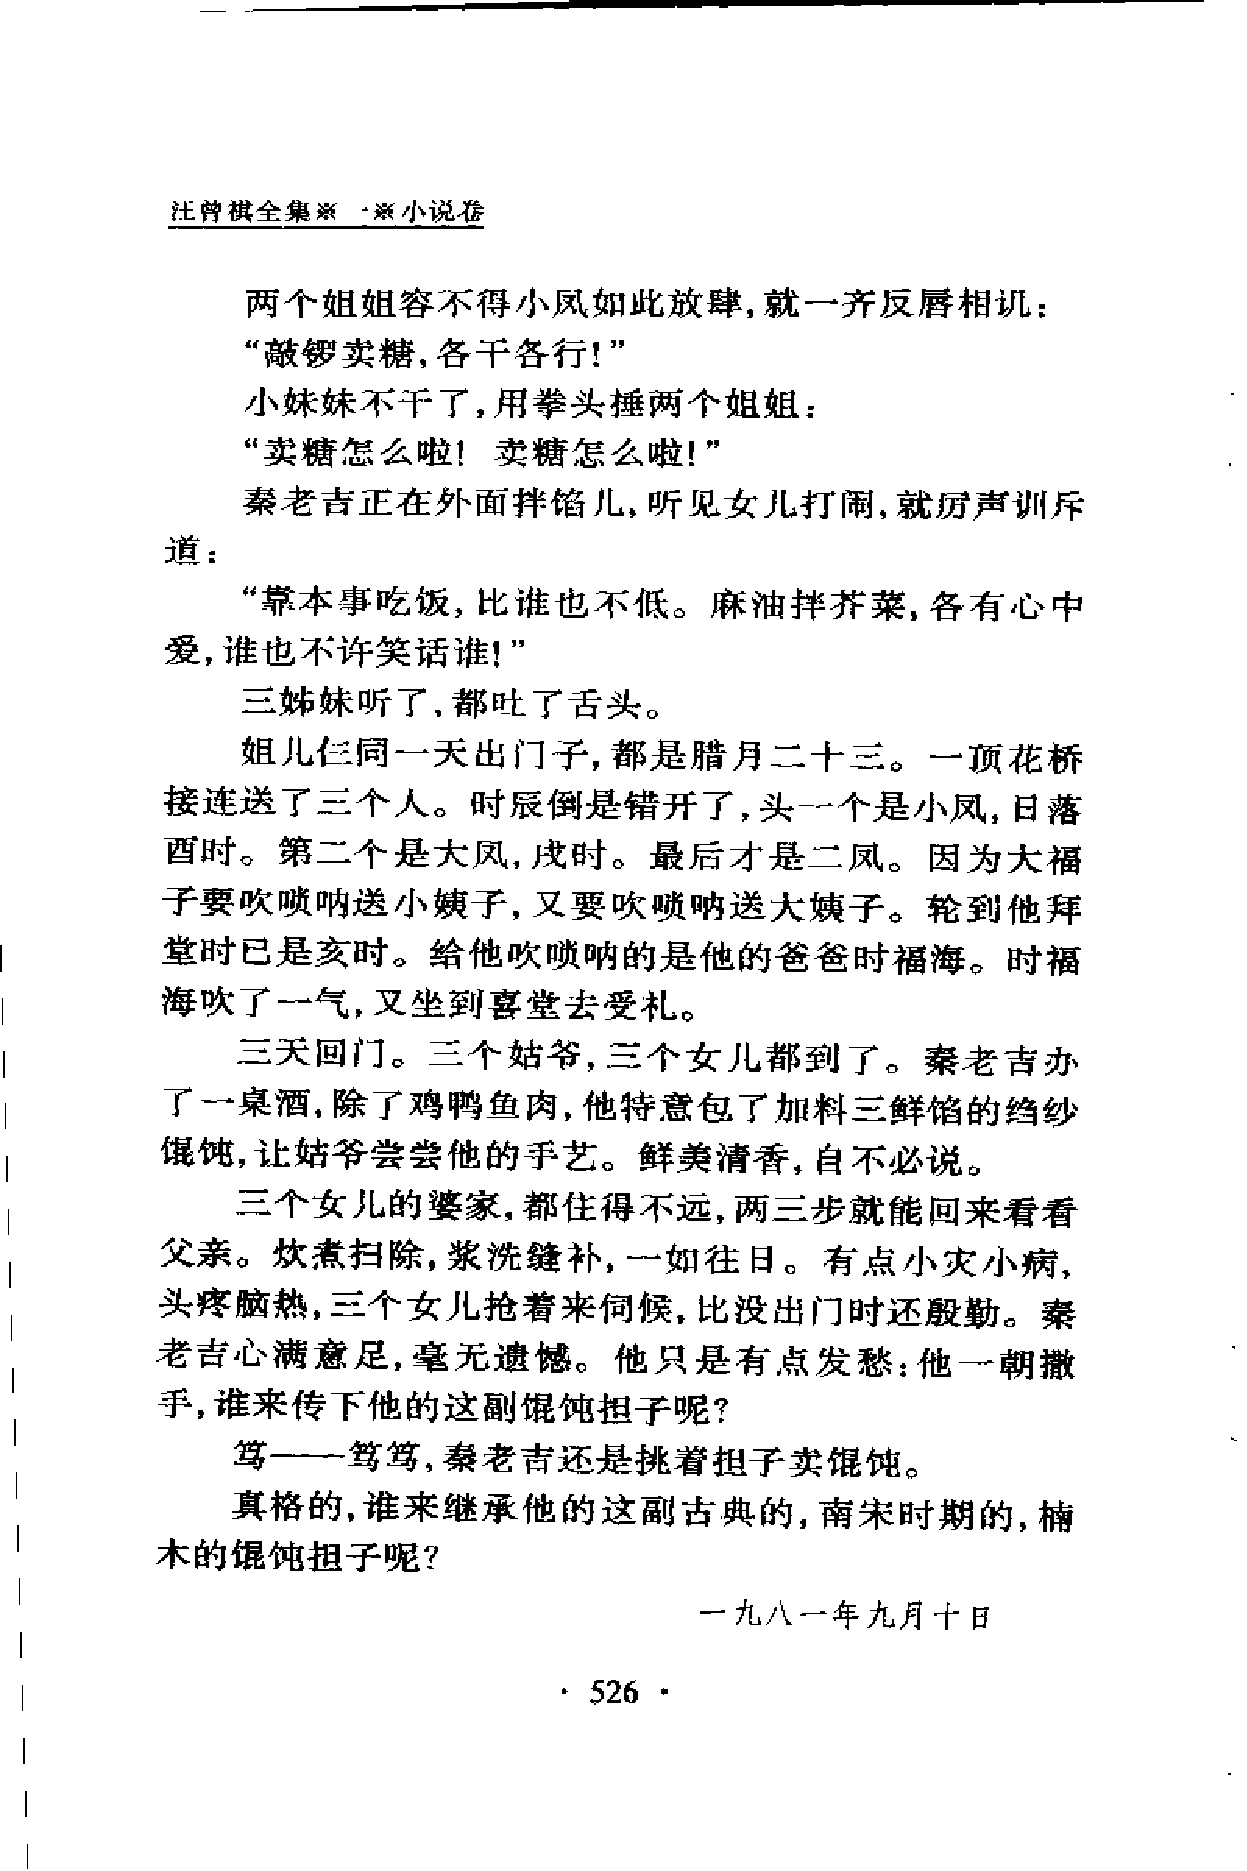 汪曾祺全集※一※小说卷
两个姐姐容不得小凤如此放肆,就一齐反唇相讥:
“敲锣卖糖,各干各行!”
小妹妹不干了,用拳头捶两个姐姐:
“卖糖怎么啦! 卖糖怎么啦!”
秦老吉正在外面拌馅儿,听见女儿打闹,就厉声训斥
道:
“靠本事吃饭,比谁也不低。麻油拌芥菜,各有心中
爱,谁也不许笑话谁!”
三姊妹听了,都吐了舌头。
姐儿仨同一天出门子,都是腊月二十三。一顶花桥
接连送了三个人。时辰倒是错开了,头一个是小凤,日落
酉时。第二个是大凤,戌时。最后才是二凤。因为大福
子要吹唢呐送小姨子,又要吹唢呐送大姨子。轮到他拜
堂时已是亥时。给他吹唢呐的是他的爸爸时福海。时福
海吹了一气,又坐到喜堂去受礼。
三天回门。三个姑爷,三个女儿都到了。秦老吉办
了一桌酒,除了鸡鸭鱼肉,他特意包了加料三鲜馅的绉纱
馄饨,让姑爷尝尝他的手艺。鲜美清香,自不必说。
三个女儿的婆家,都住得不远,两三步就能回来看看
父亲。炊煮扫除,浆洗缝补,一如往日。有点小灾小病,
头疼脑热,三个女儿抢着来伺候,比没出门时还殷勤。秦
老吉心满意足,毫无遗憾。他只是有点发愁:他一朝撒
手,谁来传下他的这副馄饨担子呢?
笃——笃笃,秦老吉还是挑着担子卖馄饨。
真格的,谁来继承他的这副古典的,南宋时期的,楠
木的馄饨担子呢?
一九八一年九月十日
· 526 ·